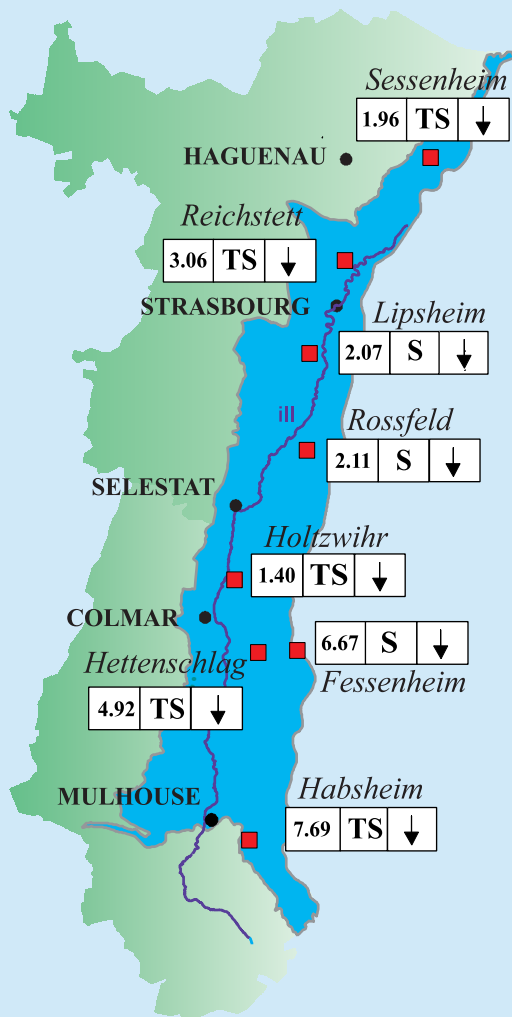 Sessenheim
1.96 TS ↓
HAGUENAU
Reichstett
3.06 TS ↓
STRASBOURG
Lipsheim
2.07 S ↓
ill
Rossfeld
2.11 S ↓
SELESTAT
Holtzwihr
1.40 TS ↓
COLMAR
6.67 S ↓
Fessenheim
Hettenschlag
4.92 TS ↓
MULHOUSE
Habsheim
7.69 TS ↓